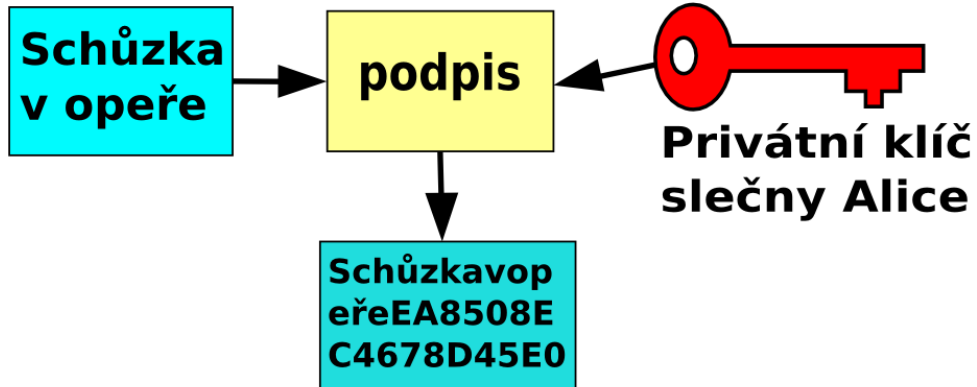 Schůzka
v opeře
podpis
Privátní klíč
slečny Alice
Schůzkavop
eřeEA8508E
C4678D45E0